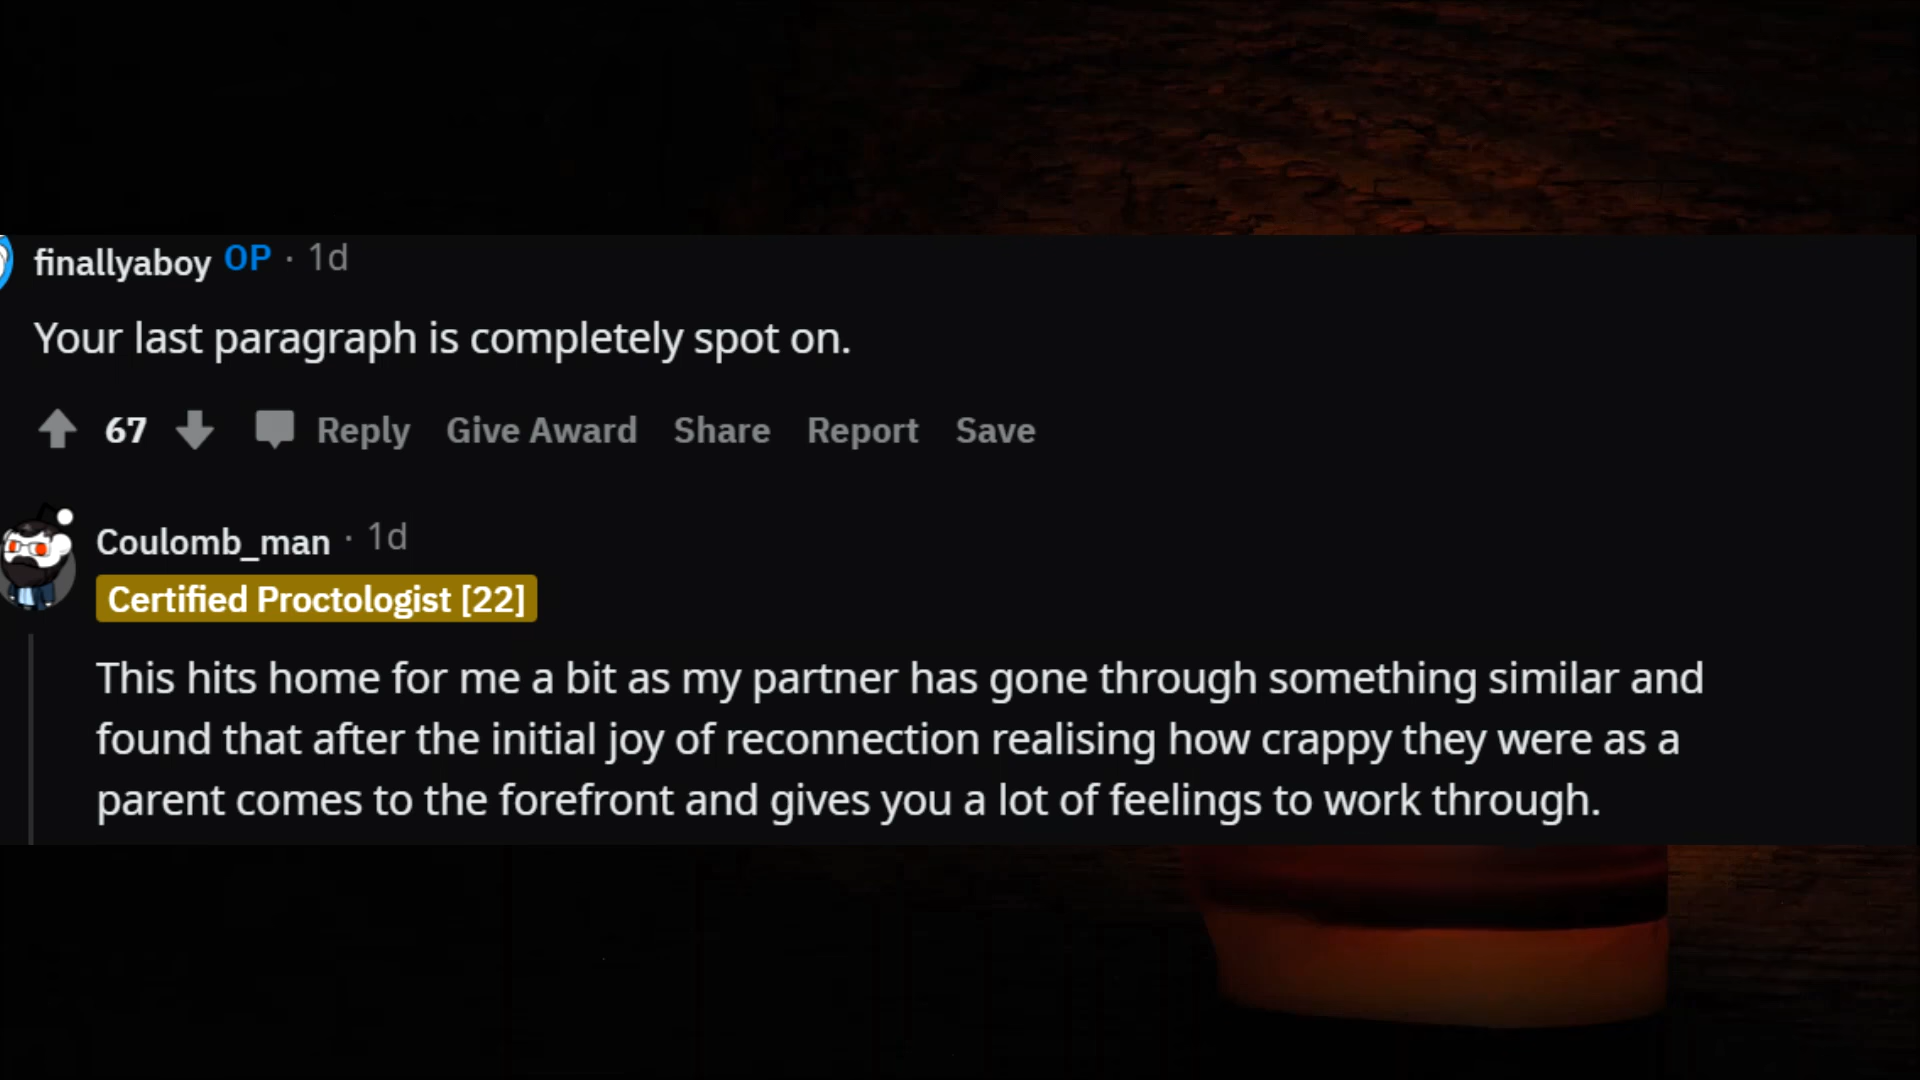 finallyaboy OP · 1d
Your last paragraph is completely spot on.
67 Reply Give Award Share Report Save
Coulomb_man · 1d
Certified Proctologist [22]
This hits home for me a bit as my partner has gone through something similar and
found that after the initial joy of reconnection realising how crappy they were as a
parent comes to the forefront and gives you a lot of feelings to work through.